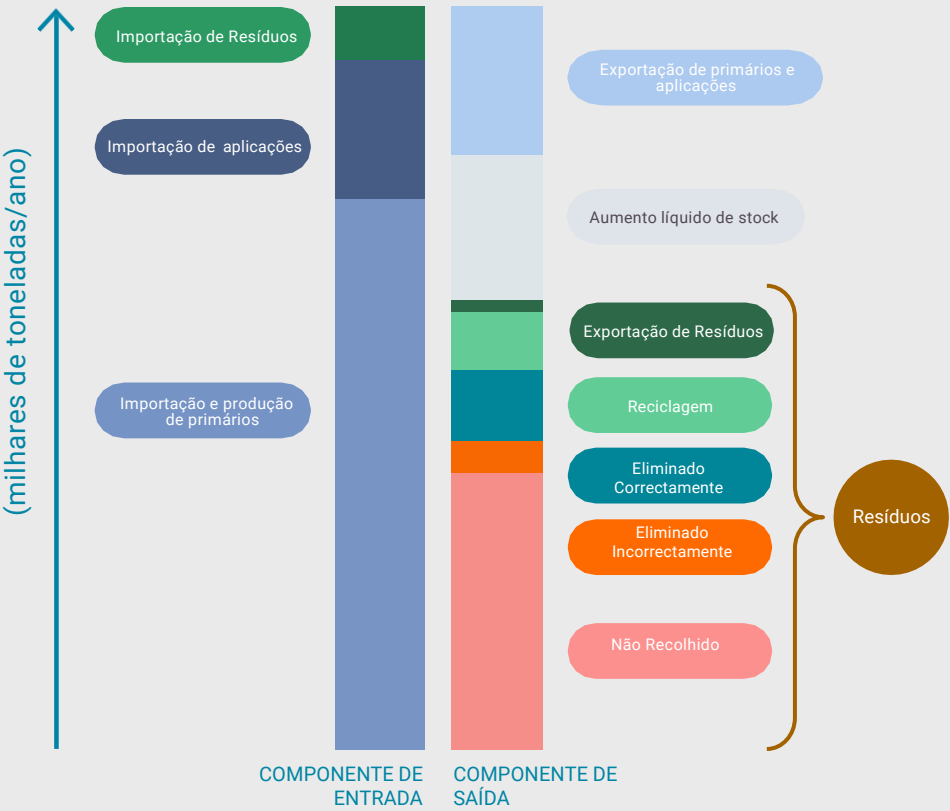 (milhares de toneladas/ano)
Importação de Resíduos
Importação de aplicações
Importação e produção
de primários
Exportação de primários e
aplicações
Aumento líquido de stock
Exportação de Resíduos
Reciclagem
Eliminado
Correctamente
Eliminado
Incorrectamente
Não Recolhido
Resíduos
COMPONENTE DE
ENTRADA
COMPONENTE DE
SAÍDA